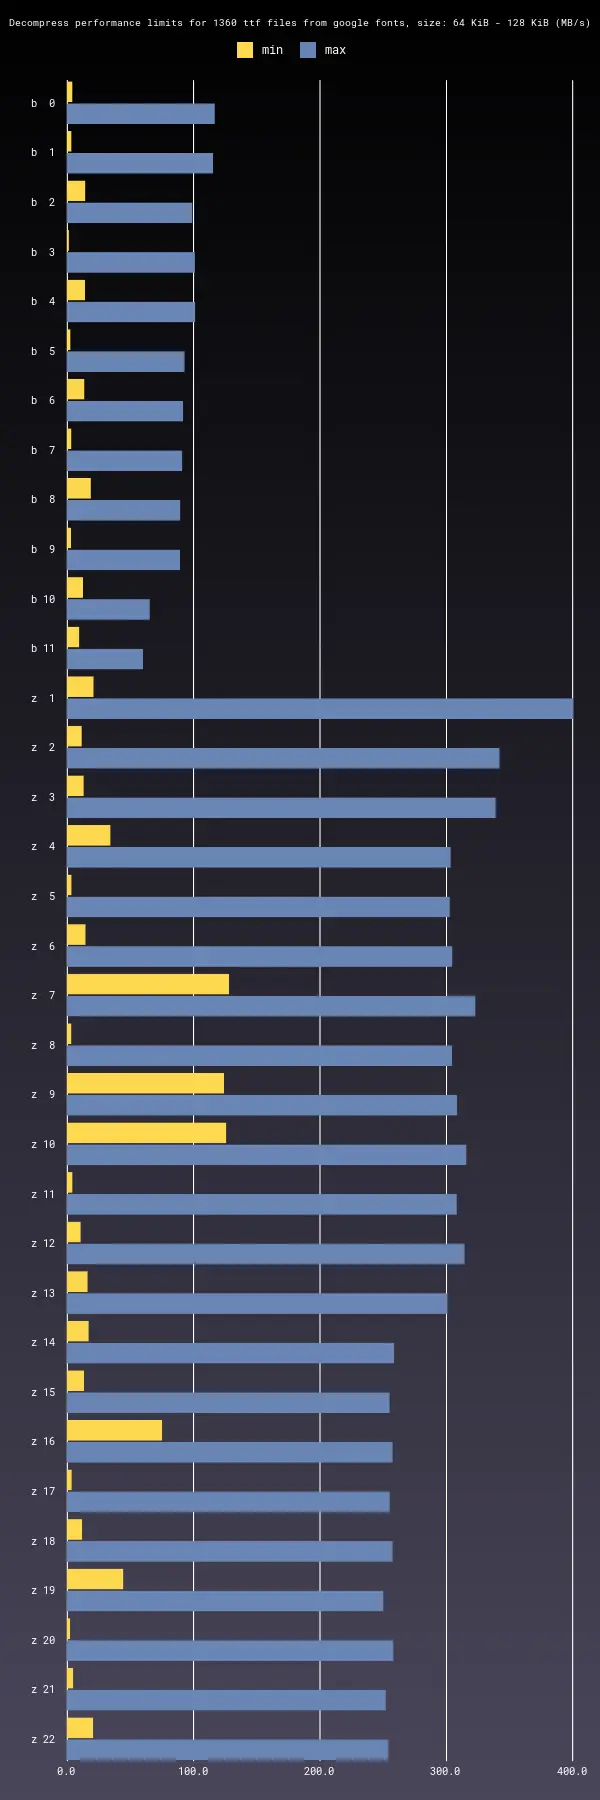 Decompress performance limits for 1360 ttf files from google fonts, size: 64 KiB - 128 KiB (MB/s)
min max
b 0
b 1
b 2
b 3
b 4
b 5
b 6
b 7
b 8
b 9
b 10
b 11
z 1
z 2
z 3
z 4
z 5
z 6
z 7
z 8
z 9
z 10
z 11
z 12
z 13
z 14
z 15
z 16
z 17
z 18
z 19
z 20
z 21
z 22
0.0 100.0 200.0 300.0 400.0